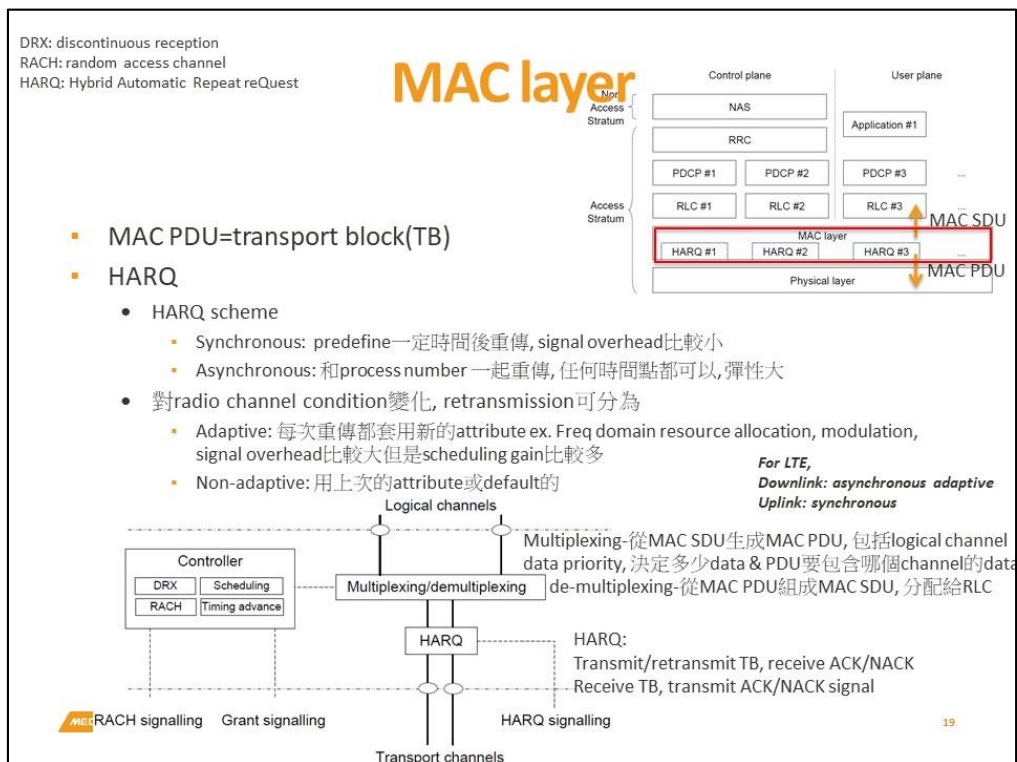 DRX: discontinuous reception
RACH: random access channel
HARQ: Hybrid Automatic Repeat reQuest
MAC layer
Control plane
User plane
Non
Access
Stratum
NAS
RRC
Application #1
PDCP #1
PDCP #2
PDCP #3
...
Access
Stratum
RLC #1
RLC #2
RLC #3
...
MAC SDU
MAC layer
HARQ #1
HARQ #2
HARQ #3
...
MAC PDU
Physical layer
▪ MAC PDU=transport block(TB)
▪ HARQ
• HARQ scheme
▪ Synchronous: predefine一定時間後重傳, signal overhead比較小
▪ Asynchronous: 和process number 一起重傳, 任何時間點都可以, 彈性大
• 對radio channel condition變化, retransmission可分為
▪ Adaptive: 每次重傳都套用新的attribute ex. Freq domain resource allocation, modulation,
signal overhead比較大但是scheduling gain比較多
▪ Non-adaptive: 用上次的attribute或default的
For LTE,
Downlink: asynchronous adaptive
Uplink: synchronous
Logical channels
Multiplexing-從MAC SDU生成MAC PDU, 包括logical channel
data priority, 決定多少data & PDU要包含哪個channel的data
de-multiplexing-從MAC PDU組成MAC SDU, 分配給RLC
Controller
DRX
Scheduling
RACH
Timing advance
Multiplexing/demultiplexing
HARQ
HARQ:
Transmit/retransmit TB, receive ACK/NACK
Receive TB, transmit ACK/NACK signal
RACH signalling
Grant signalling
HARQ signalling
19
Transport channels